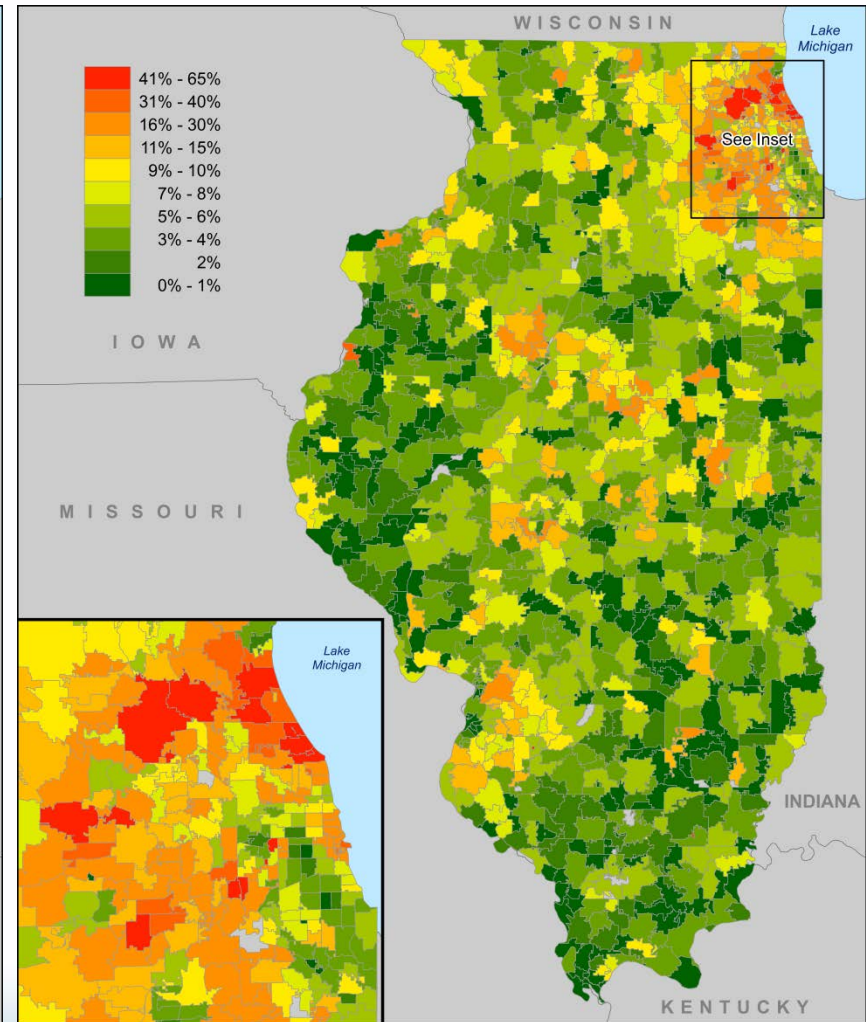 WISCONSIN
Lake
Michigan
41% - 65%
31% - 40%
16% - 30%
11% - 15%
9% - 10%
7% - 8%
5% - 6%
3% - 4%
2%
0% - 1%
See Inset
IOWA
MISSOURI
Lake
Michigan
INDIANA
KENTUCKY